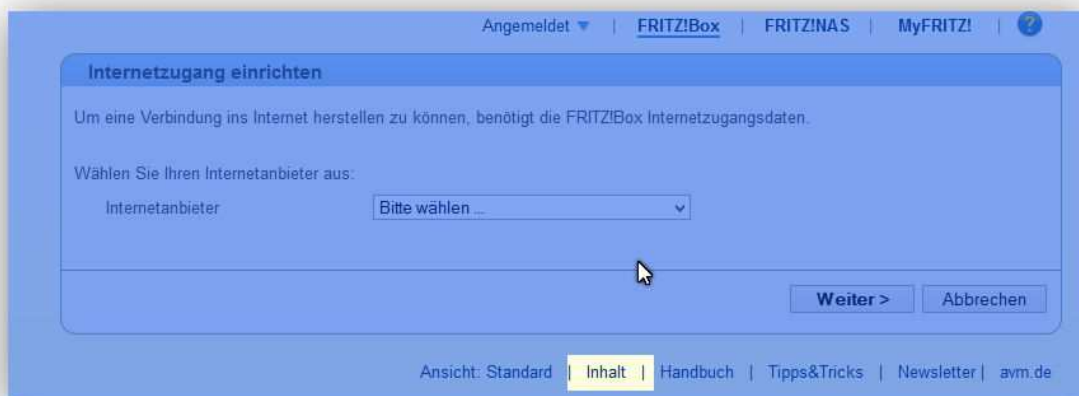 Angemeldet ▼ | FRITZ!Box | FRITZ!NAS | MyFRITZ! | ?
Internetzugang einrichten
Um eine Verbindung ins Internet herstellen zu können, benötigt die FRITZ!Box Internetzugangsdaten.
Wählen Sie Ihren Internetanbieter aus:
Internetanbieter Bitte wählen ...
Weiter > Abbrechen
Ansicht: Standard | Inhalt | Handbuch | Tipps&Tricks | Newsletter | avm.de